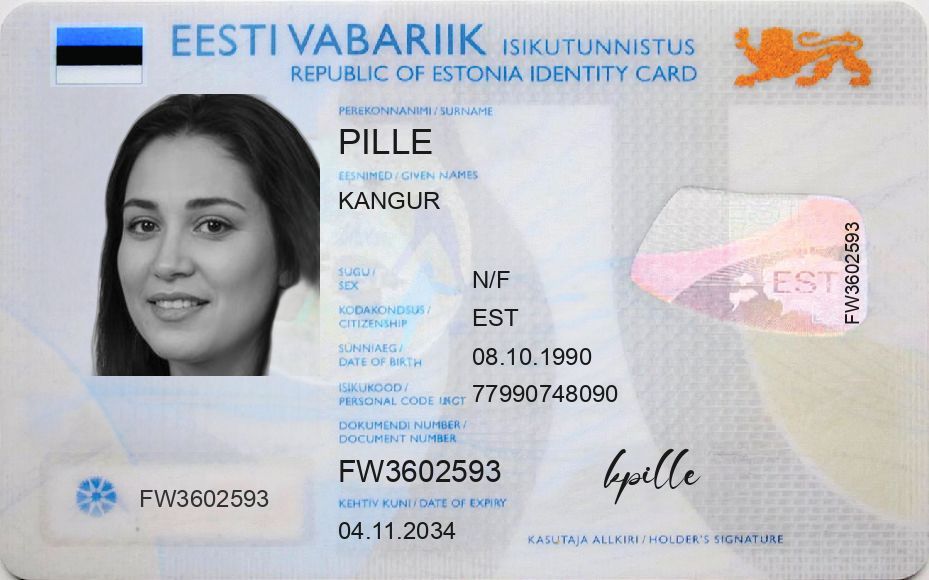 EESTI VABARIIK ISIKUTUNNISTUS
REPUBLIC OF ESTONIA IDENTITY CARD
PEREKONNANIMI / SURNAME
PILLE
EESNIMED / GIVEN NAMES
KANGUR
SUGU /
SEX
N/F
KODAKONDSUS /
CITIZENSHIP
EST
SÜNNIAEG /
DATE OF BIRTH
08.10.1990
ISIKUKOOD /
PERSONAL CODE
77990748090
DOKUMENDI NUMBER /
DOCUMENT NUMBER
FW3602593
KEHTIV KUNI / DATE OF EXPIRY
04.11.2034
FW3602593
EST
FW3602593
kpille
KASUTAJA ALLKIRI / HOLDER'S SIGNATURE